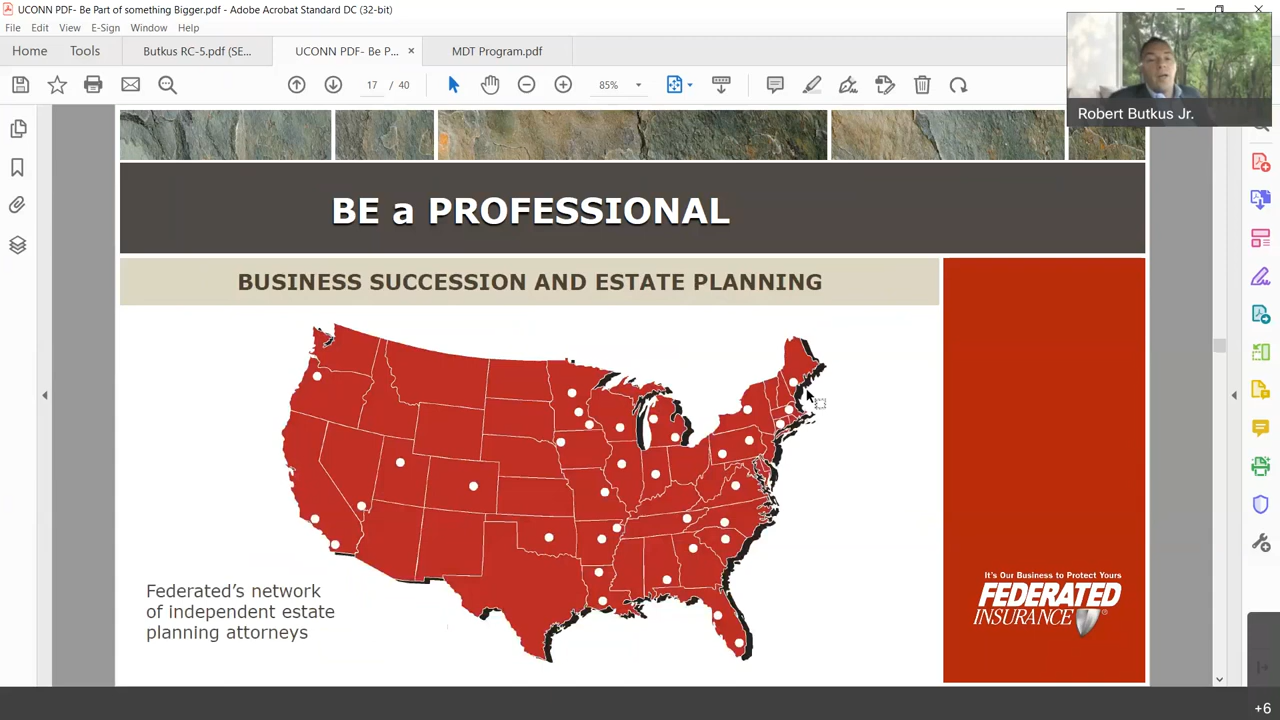 UCONN PDF- Be Part of something Bigger.pdf - Adobe Acrobat Standard DC (32-bit)
File Edit View E-Sign Window Help
Home Tools Butkus RC-5.pdf (SE... UCONN PDF- Be P... × MDT Program.pdf
17 / 40 85%
Robert Butkus Jr.
BE a PROFESSIONAL
BUSINESS SUCCESSION AND ESTATE PLANNING
Federated's network
of independent estate
planning attorneys
It's Our Business to Protect Yours
FEDERATED
INSURANCE
+6